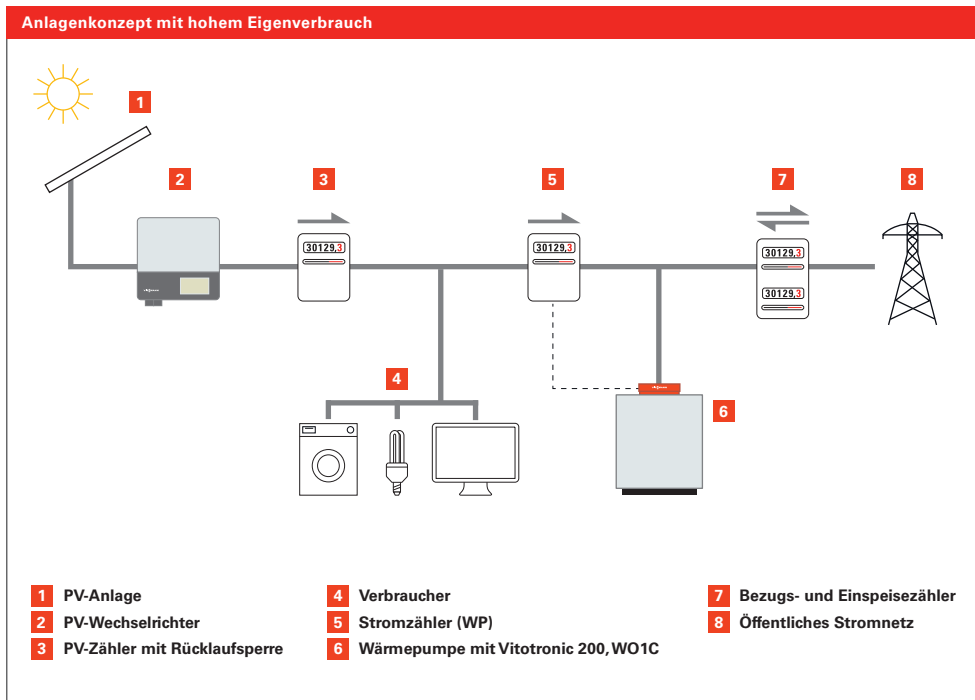 Anlagenkonzept mit hohem Eigenverbrauch
1
2
3
5
7
8
30129,3
30129,3
30129,3
30129,3
4
6
1 PV-Anlage
2 PV-Wechselrichter
3 PV-Zähler mit Rücklaufsperre
4 Verbraucher
5 Stromzähler (WP)
6 Wärmepumpe mit Vitotronic 200, WO1C
7 Bezugs- und Einspeisezähler
8 Öffentliches Stromnetz